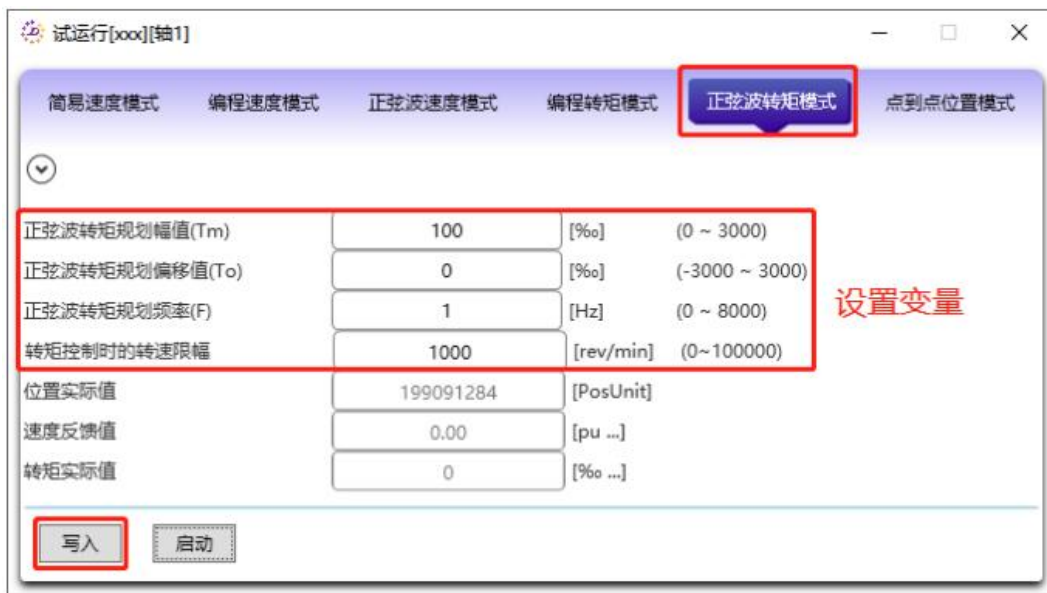 试运行[xxx][轴1]
简易速度模式 编程速度模式 正弦波速度模式 编程转矩模式 正弦波转矩模式 点到点位置模式
正弦波转矩规划幅值(Tm) 100 [‰] (0 ~ 3000)
正弦波转矩规划偏移值(To) 0 [‰] (-3000 ~ 3000)
正弦波转矩规划频率(F) 1 [Hz] (0 ~ 8000)
设置变量
转矩控制时的转速限幅 1000 [rev/min] (0~100000)
位置实际值 199091284 [PosUnit]
速度反馈值 0.00 [pu ...]
转矩实际值 0 [‰ ...]
写入 启动